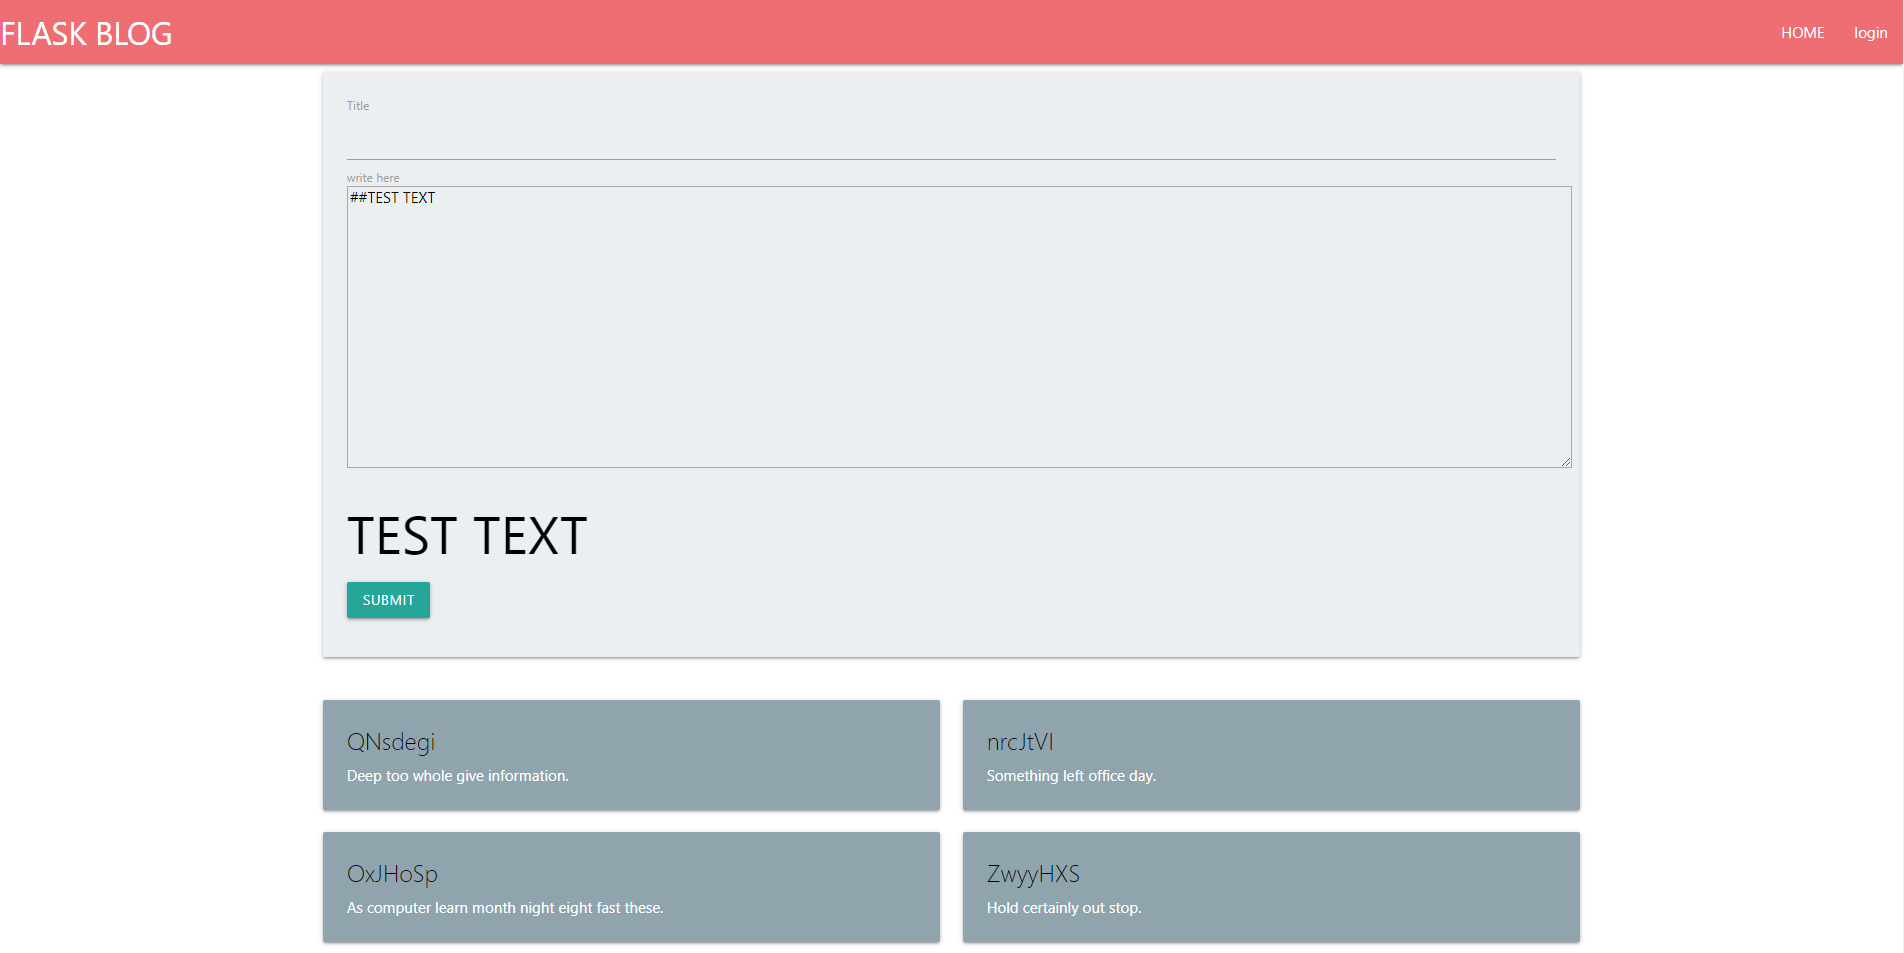 FLASK BLOG
HOME login
Title
write here
##TEST TEXT
TEST TEXT
SUBMIT
QNsdegi
Deep too whole give information.
nrcJtVI
Something left office day.
OxJHoSp
As computer learn month night eight fast these.
ZwyyHXS
Hold certainly out stop.